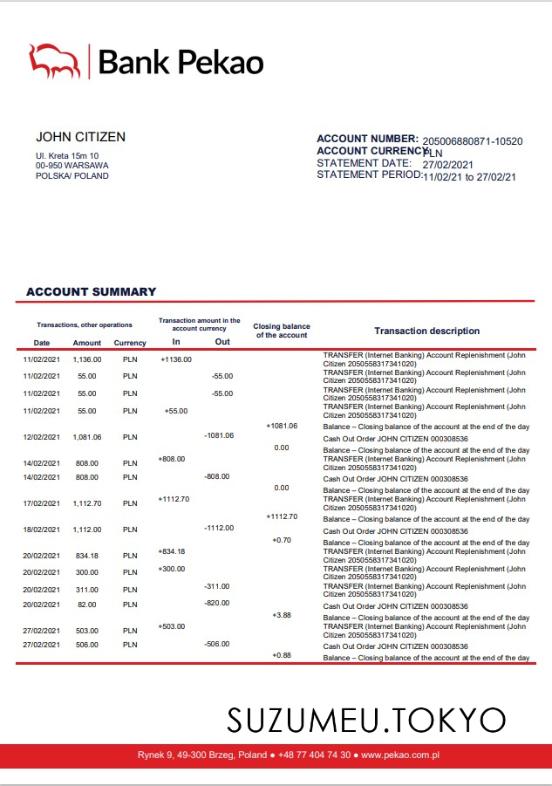 Bank Pekao
JOHN CITIZEN
Ul. Kreta 15m 10
00-950 WARSAWA
POLSKA/ POLAND
ACCOUNT NUMBER: 205006880871-10520
ACCOUNT CURRENCY: PLN
STATEMENT DATE: 27/02/2021
STATEMENT PERIOD: 11/02/21 to 27/02/21
ACCOUNT SUMMARY
Transactions, other operations
Transaction amount in the
account currency
Closing balance
of the account
Transaction description
Date Amount Currency In Out
11/02/2021 1,136.00 PLN +1136.00 TRANSFER (Internet Banking) Account Replenishment (John
Citizen 2050558317341020)
11/02/2021 55.00 PLN -55.00 TRANSFER (Internet Banking) Account Replenishment (John
Citizen 2050558317341020)
11/02/2021 55.00 PLN -55.00 TRANSFER (Internet Banking) Account Replenishment (John
Citizen 2050558317341020)
11/02/2021 55.00 PLN +55.00 TRANSFER (Internet Banking) Account Replenishment (John
Citizen 2050558317341020)
+1081.06 Balance – Closing balance of the account at the end of the day
12/02/2021 1,081.06 PLN -1081.06 Cash Out Order JOHN CITIZEN 000308536
0.00 Balance – Closing balance of the account at the end of the day
14/02/2021 808.00 PLN +808.00 TRANSFER (Internet Banking) Account Replenishment (John
Citizen 2050558317341020)
14/02/2021 808.00 PLN -808.00 Cash Out Order JOHN CITIZEN 000308536
0.00 Balance – Closing balance of the account at the end of the day
17/02/2021 1,112.70 PLN +1112.70 TRANSFER (Internet Banking) Account Replenishment (John
Citizen 2050558317341020)
+1112.70 Balance – Closing balance of the account at the end of the day
18/02/2021 1,112.00 PLN -1112.00 Cash Out Order JOHN CITIZEN 000308536
+0.70 Balance – Closing balance of the account at the end of the day
20/02/2021 834.18 PLN +834.18 TRANSFER (Internet Banking) Account Replenishment (John
Citizen 2050558317341020)
20/02/2021 300.00 PLN +300.00 TRANSFER (Internet Banking) Account Replenishment (John
Citizen 2050558317341020)
20/02/2021 311.00 PLN -311.00 TRANSFER (Internet Banking) Account Replenishment (John
Citizen 2050558317341020)
20/02/2021 82.00 PLN -820.00 Cash Out Order JOHN CITIZEN 000308536
+3.88 Balance – Closing balance of the account at the end of the day
27/02/2021 503.00 PLN +503.00 TRANSFER (Internet Banking) Account Replenishment (John
Citizen 2050558317341020)
27/02/2021 506.00 PLN -506.00 Cash Out Order JOHN CITIZEN 000308536
+0.88 Balance – Closing balance of the account at the end of the day
SUZUMEU.TOKYO
Rynek 9, 49-300 Brzeg, Poland ● +48 77 404 74 30 ● www.pekao.com.pl